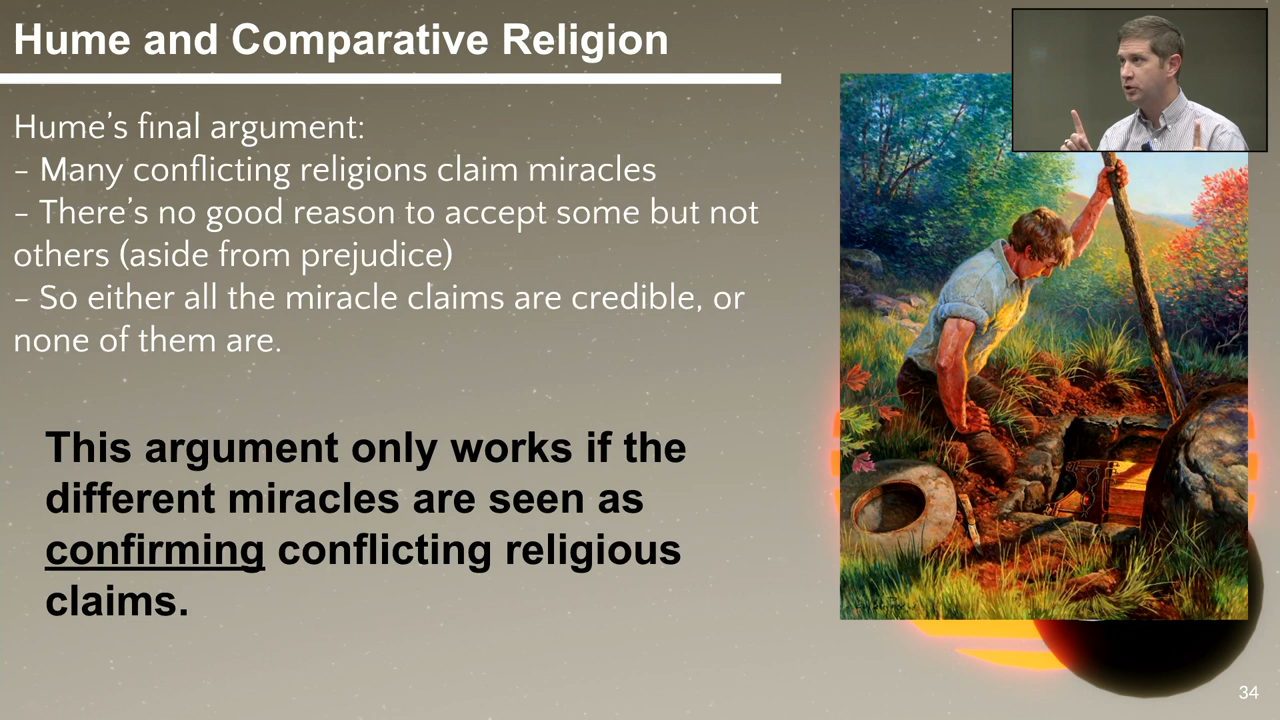 Hume and Comparative Religion
Hume's final argument:
- Many conflicting religions claim miracles
- There's no good reason to accept some but not
others (aside from prejudice)
- So either all the miracle claims are credible, or
none of them are.
This argument only works if the
different miracles are seen as
confirming conflicting religious
claims.
34